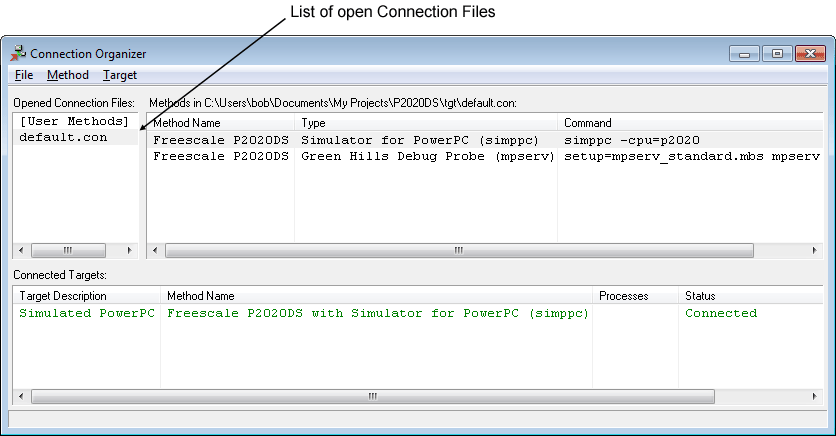 List of open Connection Files
Connection Organizer
File Method Target
Opened Connection Files: Methods in C:\Users\bob\Documents\My Projects\P2020DS\tgt\default.con:
[User Methods] Method Name Type Command
default.con Freescale P2020DS Simulator for PowerPC (simppc) simppc -cpu=p2020
Freescale P2020DS Green Hills Debug Probe (mpserv) setup=mpserv_standard.mbs mpserv
Connected Targets:
Target Description Method Name Processes Status
Simulated PowerPC Freescale P2020DS with Simulator for PowerPC (simppc) Connected